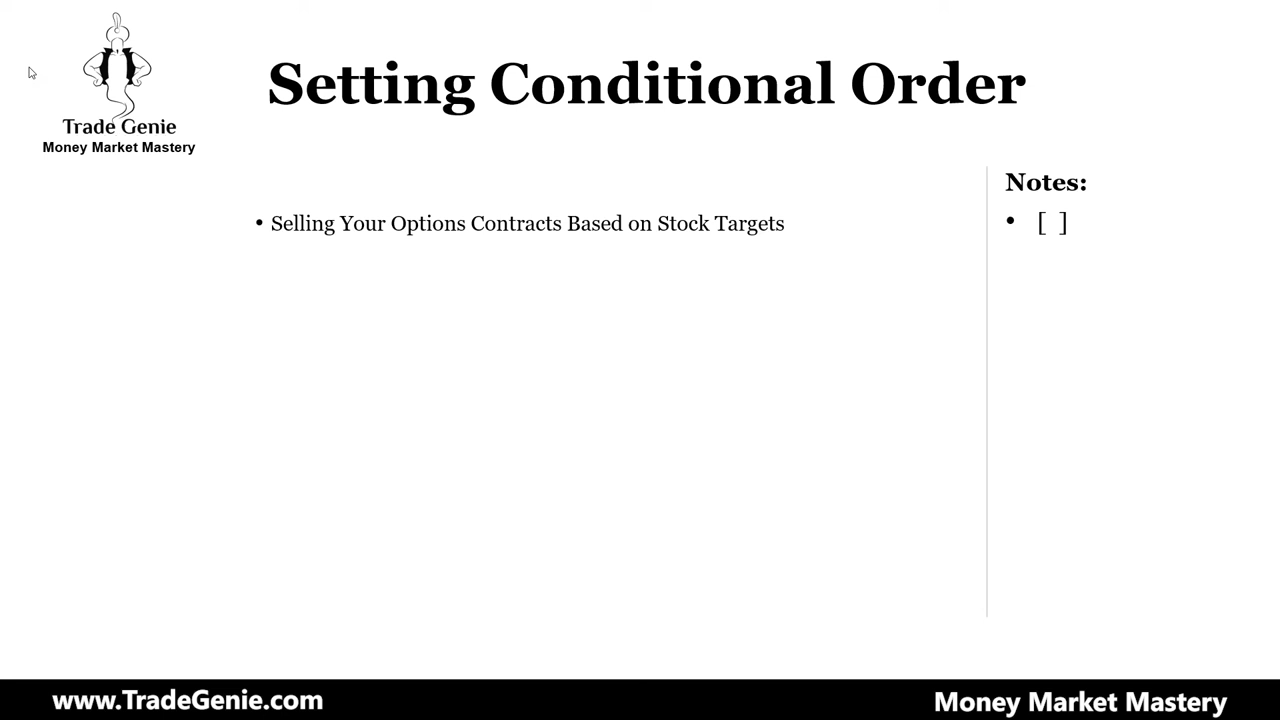 Trade Genie
Money Market Mastery
Setting Conditional Order
• Selling Your Options Contracts Based on Stock Targets
Notes:
• [ ]
www.TradeGenie.com
Money Market Mastery